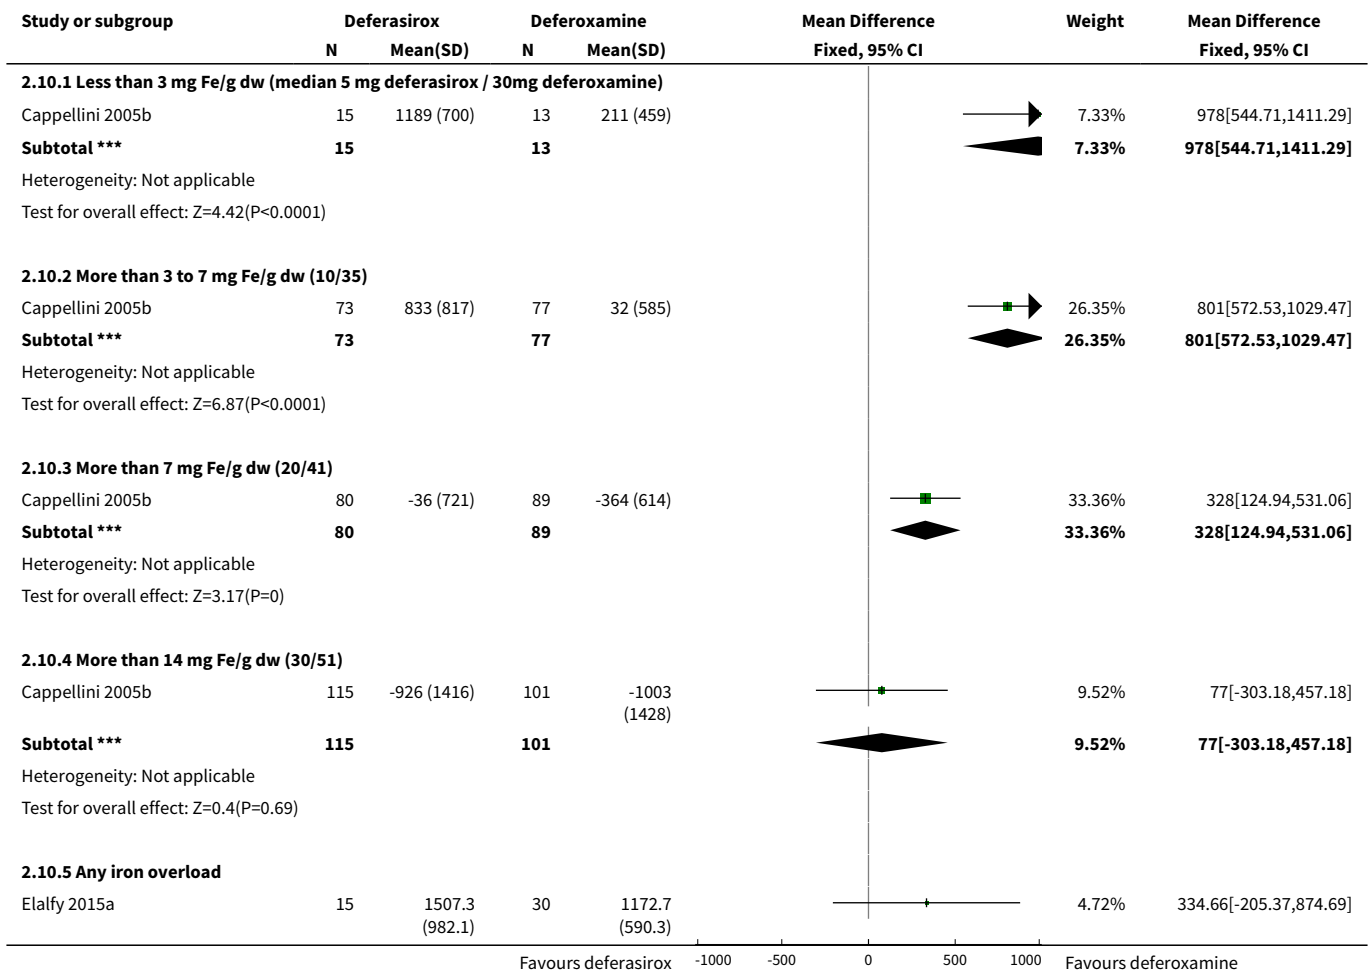 Study or subgroup Deferasirox Deferoxamine Mean Difference Weight Mean Difference
N Mean(SD) N Mean(SD) Fixed, 95% CI Fixed, 95% CI
2.10.1 Less than 3 mg Fe/g dw (median 5 mg deferasirox / 30mg deferoxamine)
Cappellini 2005b 15 1189 (700) 13 211 (459) 7.33% 978[544.71,1411.29]
Subtotal *** 15 13 7.33% 978[544.71,1411.29]
Heterogeneity: Not applicable
Test for overall effect: Z=4.42(P<0.0001)
2.10.2 More than 3 to 7 mg Fe/g dw (10/35)
Cappellini 2005b 73 833 (817) 77 32 (585) 26.35% 801[572.53,1029.47]
Subtotal *** 73 77 26.35% 801[572.53,1029.47]
Heterogeneity: Not applicable
Test for overall effect: Z=6.87(P<0.0001)
2.10.3 More than 7 mg Fe/g dw (20/41)
Cappellini 2005b 80 -36 (721) 89 -364 (614) 33.36% 328[124.94,531.06]
Subtotal *** 80 89 33.36% 328[124.94,531.06]
Heterogeneity: Not applicable
Test for overall effect: Z=3.17(P=0)
2.10.4 More than 14 mg Fe/g dw (30/51)
Cappellini 2005b 115 -926 (1416) 101 -1003 9.52% 77[-303.18,457.18]
(1428)
Subtotal *** 115 101 9.52% 77[-303.18,457.18]
Heterogeneity: Not applicable
Test for overall effect: Z=0.4(P=0.69)
2.10.5 Any iron overload
Elalfy 2015a 15 1507.3 30 1172.7 4.72% 334.66[-205.37,874.69]
(982.1) (590.3)
Favours deferasirox -1000 -500 0 500 1000 Favours deferoxamine